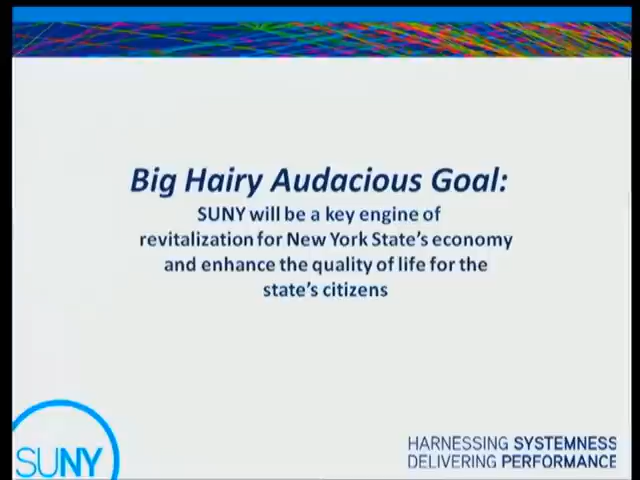 Big Hairy Audacious Goal:
SUNY will be a key engine of
revitalization for New York State's economy
and enhance the quality of life for the
state's citizens
SUNY
HARNESSING SYSTEMNESS
DELIVERING PERFORMANCE